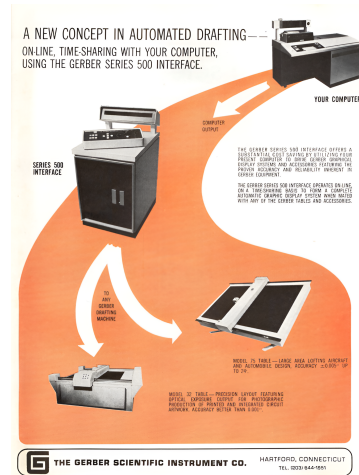 A NEW CONCEPT IN AUTOMATED DRAFTING—
ON-LINE, TIME-SHARING WITH YOUR COMPUTER,
USING THE GERBER SERIES 500 INTERFACE.
YOUR COMPUTER
COMPUTER
OUTPUT
THE GERBER SERIES 500 INTERFACE OFFERS A
SUBSTANTIAL COST SAVING BY UTILIZING YOUR
PRESENT COMPUTER TO DRIVE GERBER GRAPHICAL
DISPLAY SYSTEMS AND ACCESSORIES FEATURING THE
PROVEN ACCURACY AND RELIABILITY INHERENT IN
GERBER EQUIPMENT.
THE GERBER SERIES 500 INTERFACE OPERATES ON-LINE,
ON A TIME-SHARING BASIS TO FORM A COMPLETE
AUTOMATIC GRAPHIC DISPLAY SYSTEM WHEN MATED
WITH ANY OF THE GERBER TABLES AND ACCESSORIES.
SERIES 500
INTERFACE
TO
ANY
GERBER
DRAFTING
MACHINE
MODEL 75 TABLE — LARGE AREA LOFTING AIRCRAFT
AND AUTOMOBILE DESIGN. ACCURACY UP
TO
MODEL 32 TABLE — PRECISION LAYOUT FEATURING
OPTICAL EXPOSURE OUTPUT FOR PHOTOGRAPHIC
PRODUCTION OF PRINTED AND INTEGRATED CIRCUIT
ARTWORK. ACCURACY BETTER THAN
G THE GERBER SCIENTIFIC INSTRUMENT CO.
HARTFORD, CONNECTICUT
TEL. (203) 644-1551